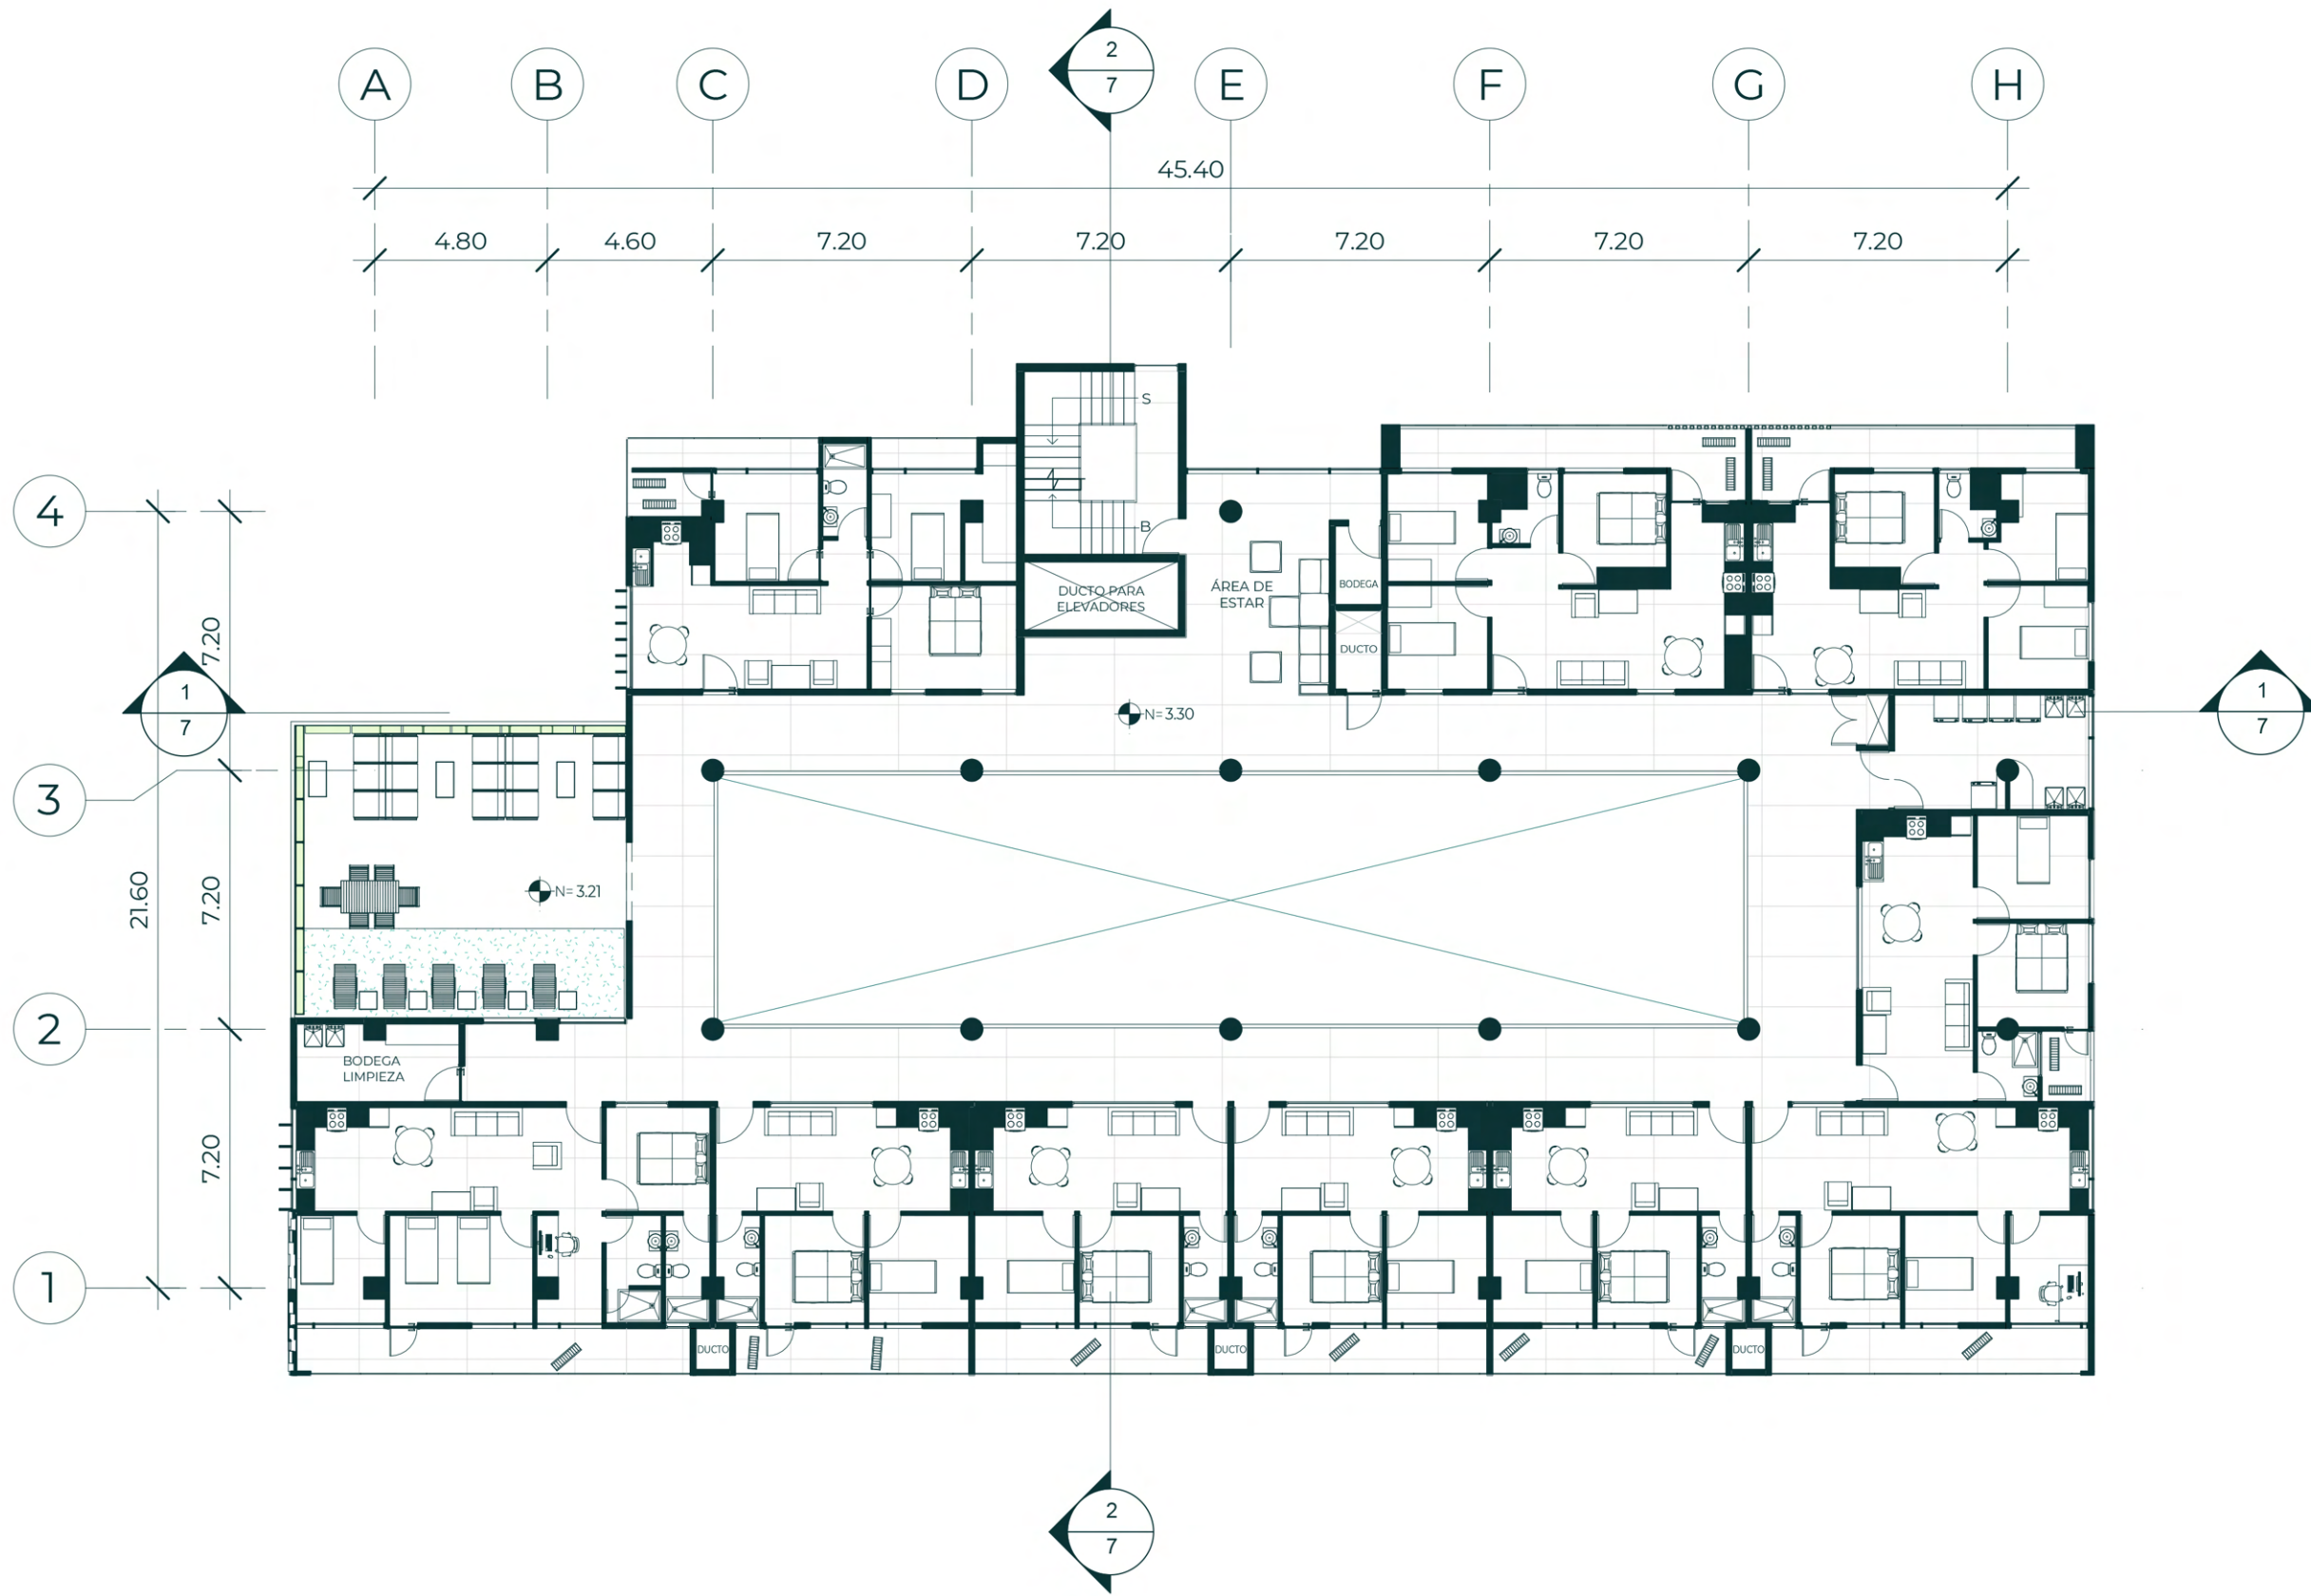 2
7
A
B
C
D
E
F
G
H
45.40
4.80
4.60
7.20
7.20
7.20
7.20
7.20
S
4
B
DUCTO PARA
ELEVADORES
ÁREA DE
ESTAR
BODEGA
7.20
DUCTO
1
7
N= 3.30
1
7
3
21.60
7.20
N= 3.21
2
BODEGA
LIMPIEZA
7.20
1
DUCTO
DUCTO
DUCTO
2
7